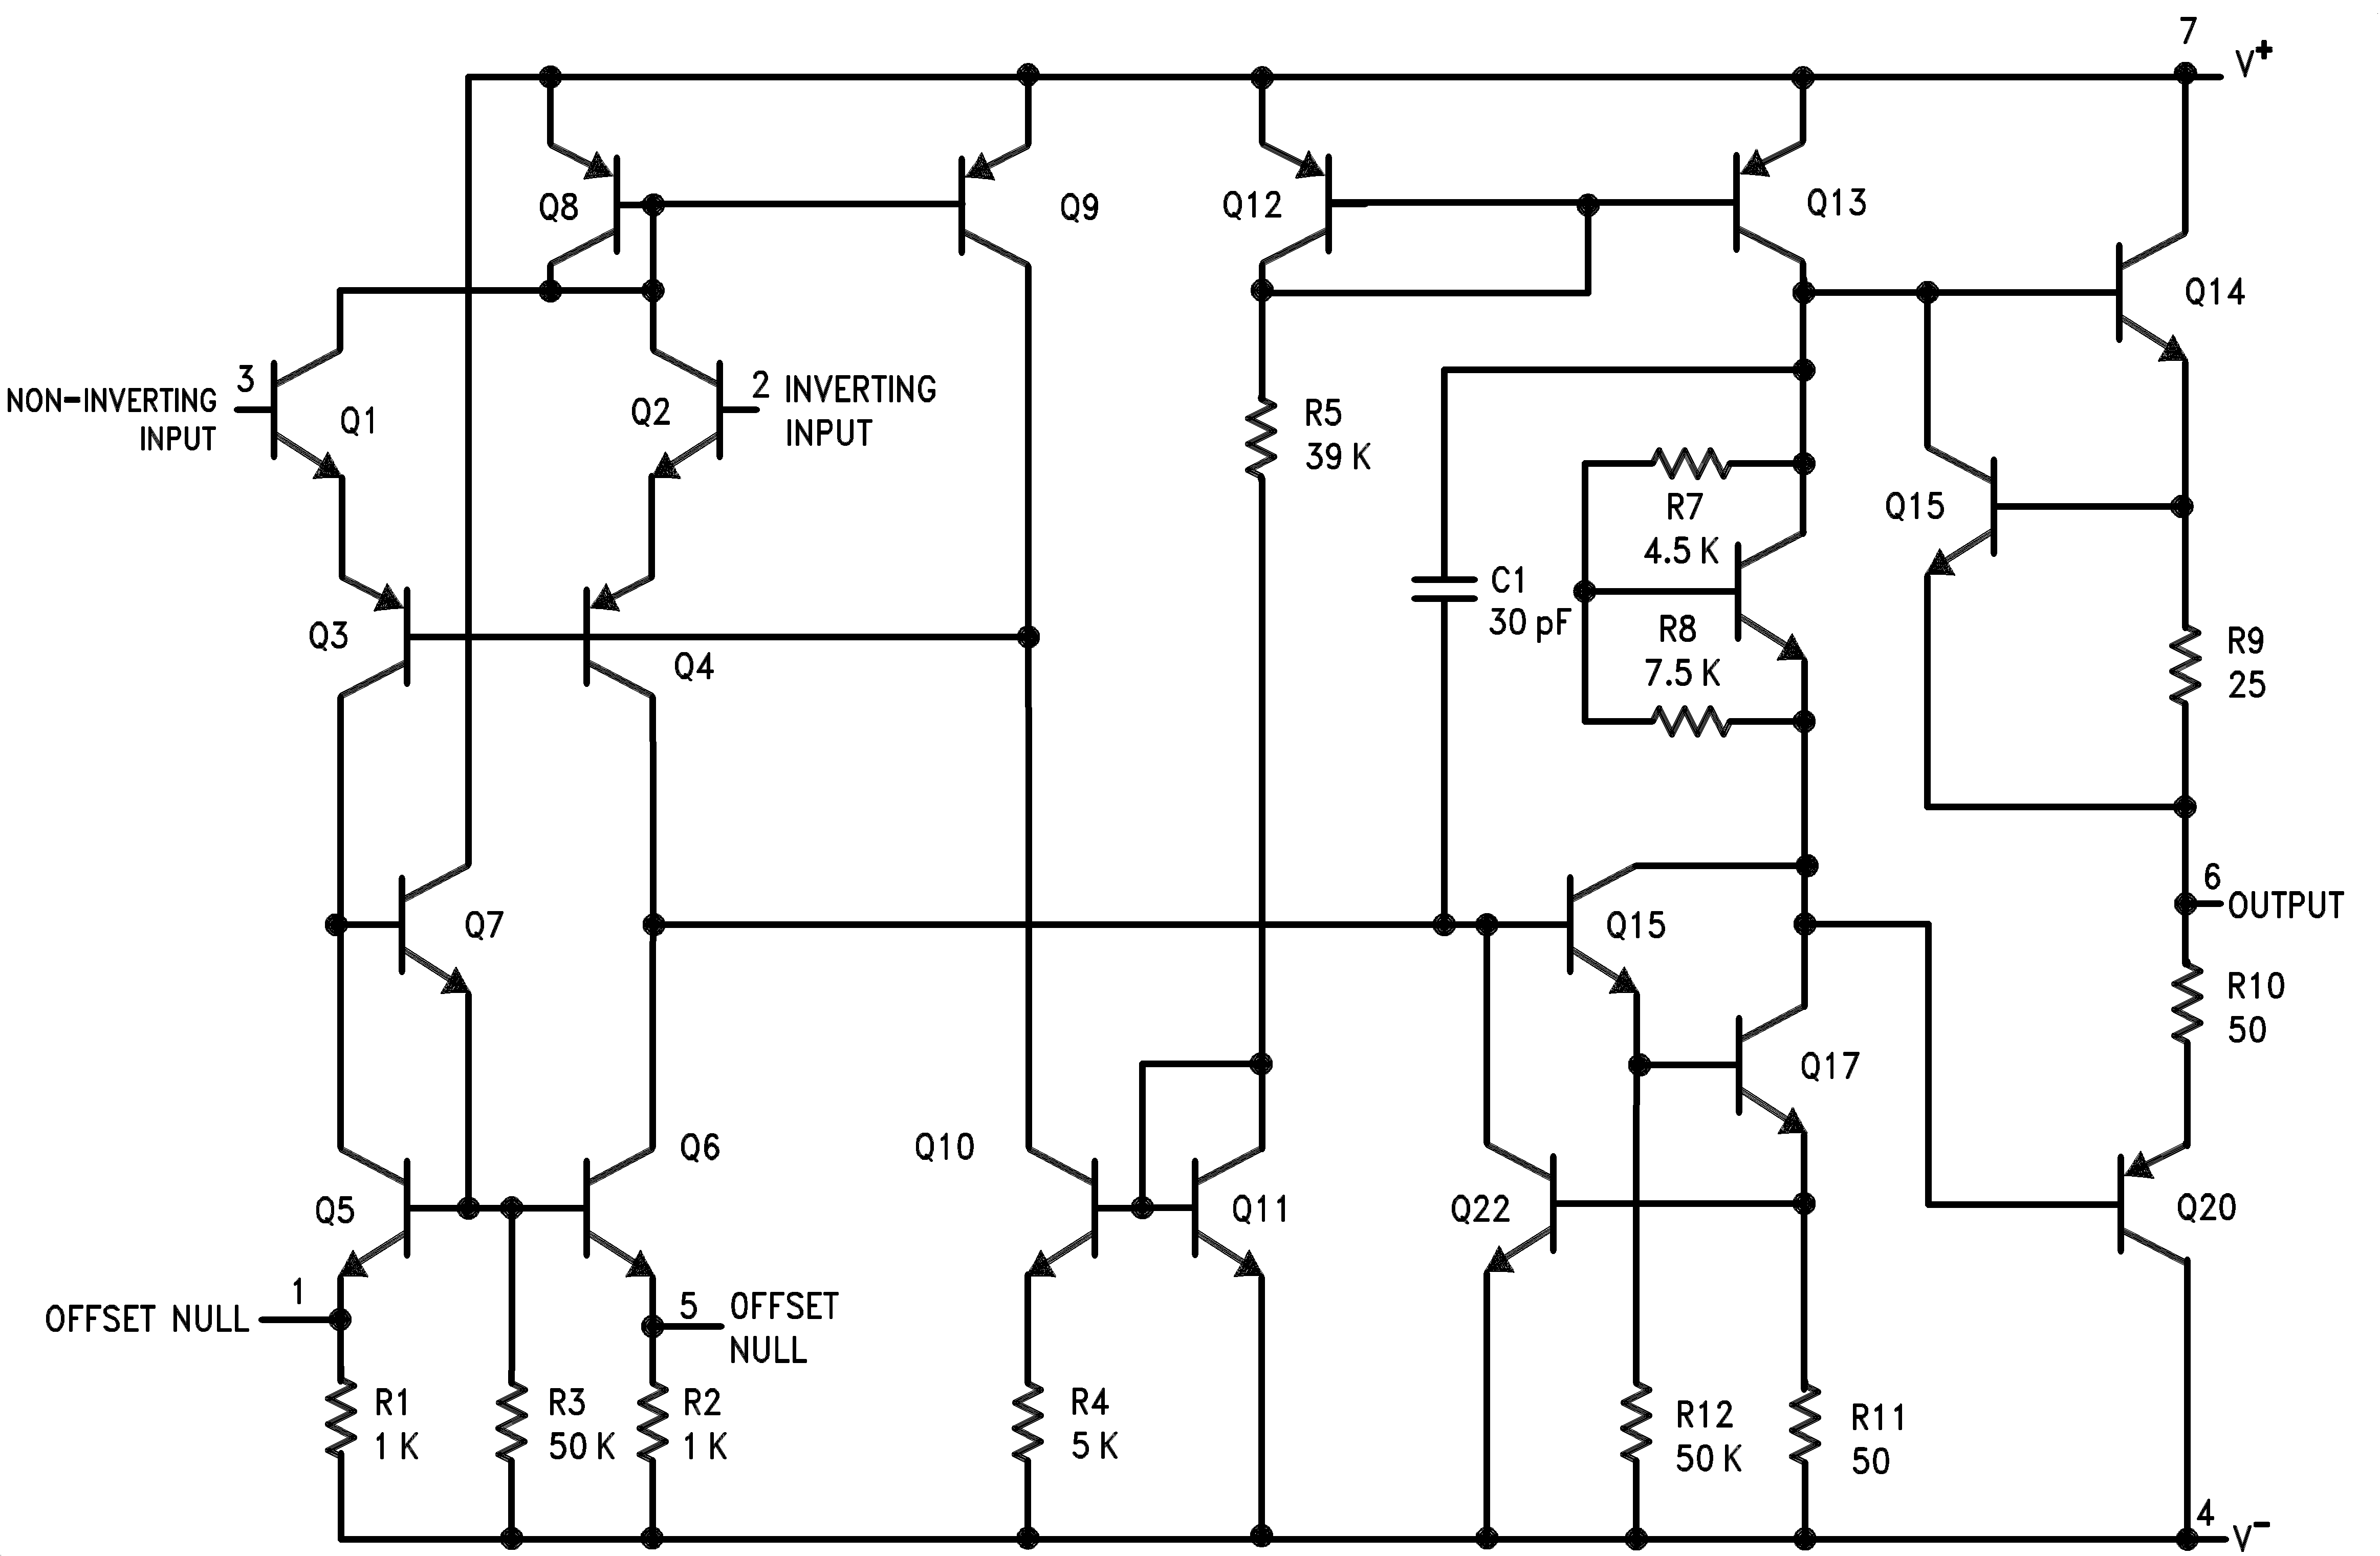 7
V+
Q8
Q9
Q12
Q13
Q14
3
NON-INVERTING
INPUT
Q1
Q2
2 INVERTING
INPUT
R5
39 K
R7
4.5 K
Q15
C1
30 pF
R8
7.5 K
Q3
Q4
R9
25
6
OUTPUT
Q7
Q15
R10
50
Q17
Q10
Q6
Q5
Q11
Q22
Q20
1
OFFSET NULL
5 OFFSET
NULL
R1
1 K
R3
50 K
R2
1 K
R4
5 K
R12
50 K
R11
50
4
V−